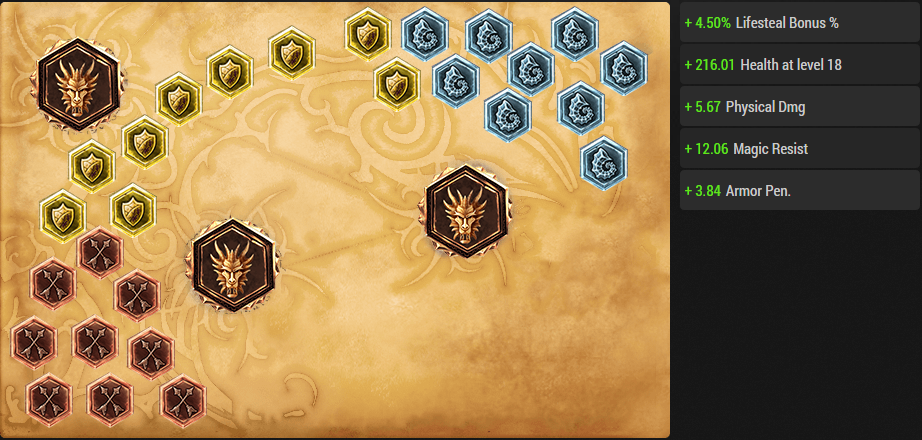 + 4.50% Lifesteal Bonus %
+ 216.01 Health at level 18
+ 5.67 Physical Dmg
+ 12.06 Magic Resist
+ 3.84 Armor Pen.